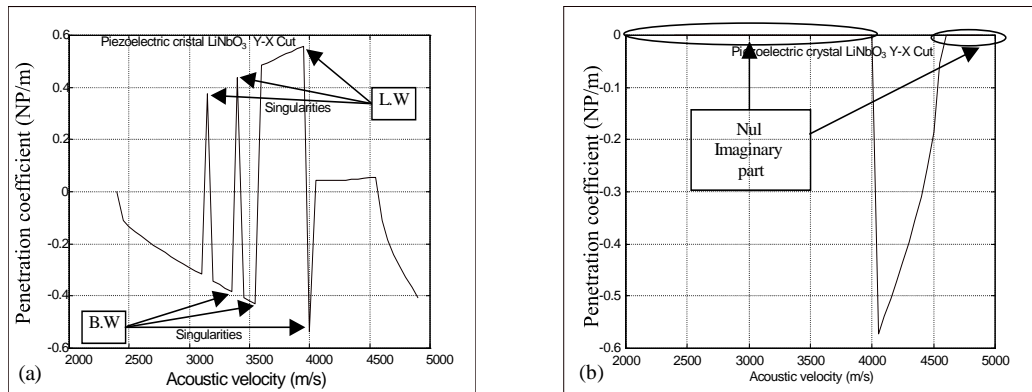 (a)
Piezoelectric cristal LiNbO3 Y-X Cut
Penetration coefficient (NP/m)
0.6
0.4
0.2
0
-0.2
-0.4
-0.6
L.W
Singularities
B.W
Singularities
2000
2500
3000
3500
4000
4500
5000
Acoustic velocity (m/s)
(b)
Piezoelectric crystal LiNbO3 Y-X Cut
Penetration coefficient (NP/m)
0
-0.1
-0.2
-0.3
-0.4
-0.5
-0.6
Nul
Imaginary
part
2000
2500
3000
3500
4000
4500
5000
Acoustic velocity (m/s)